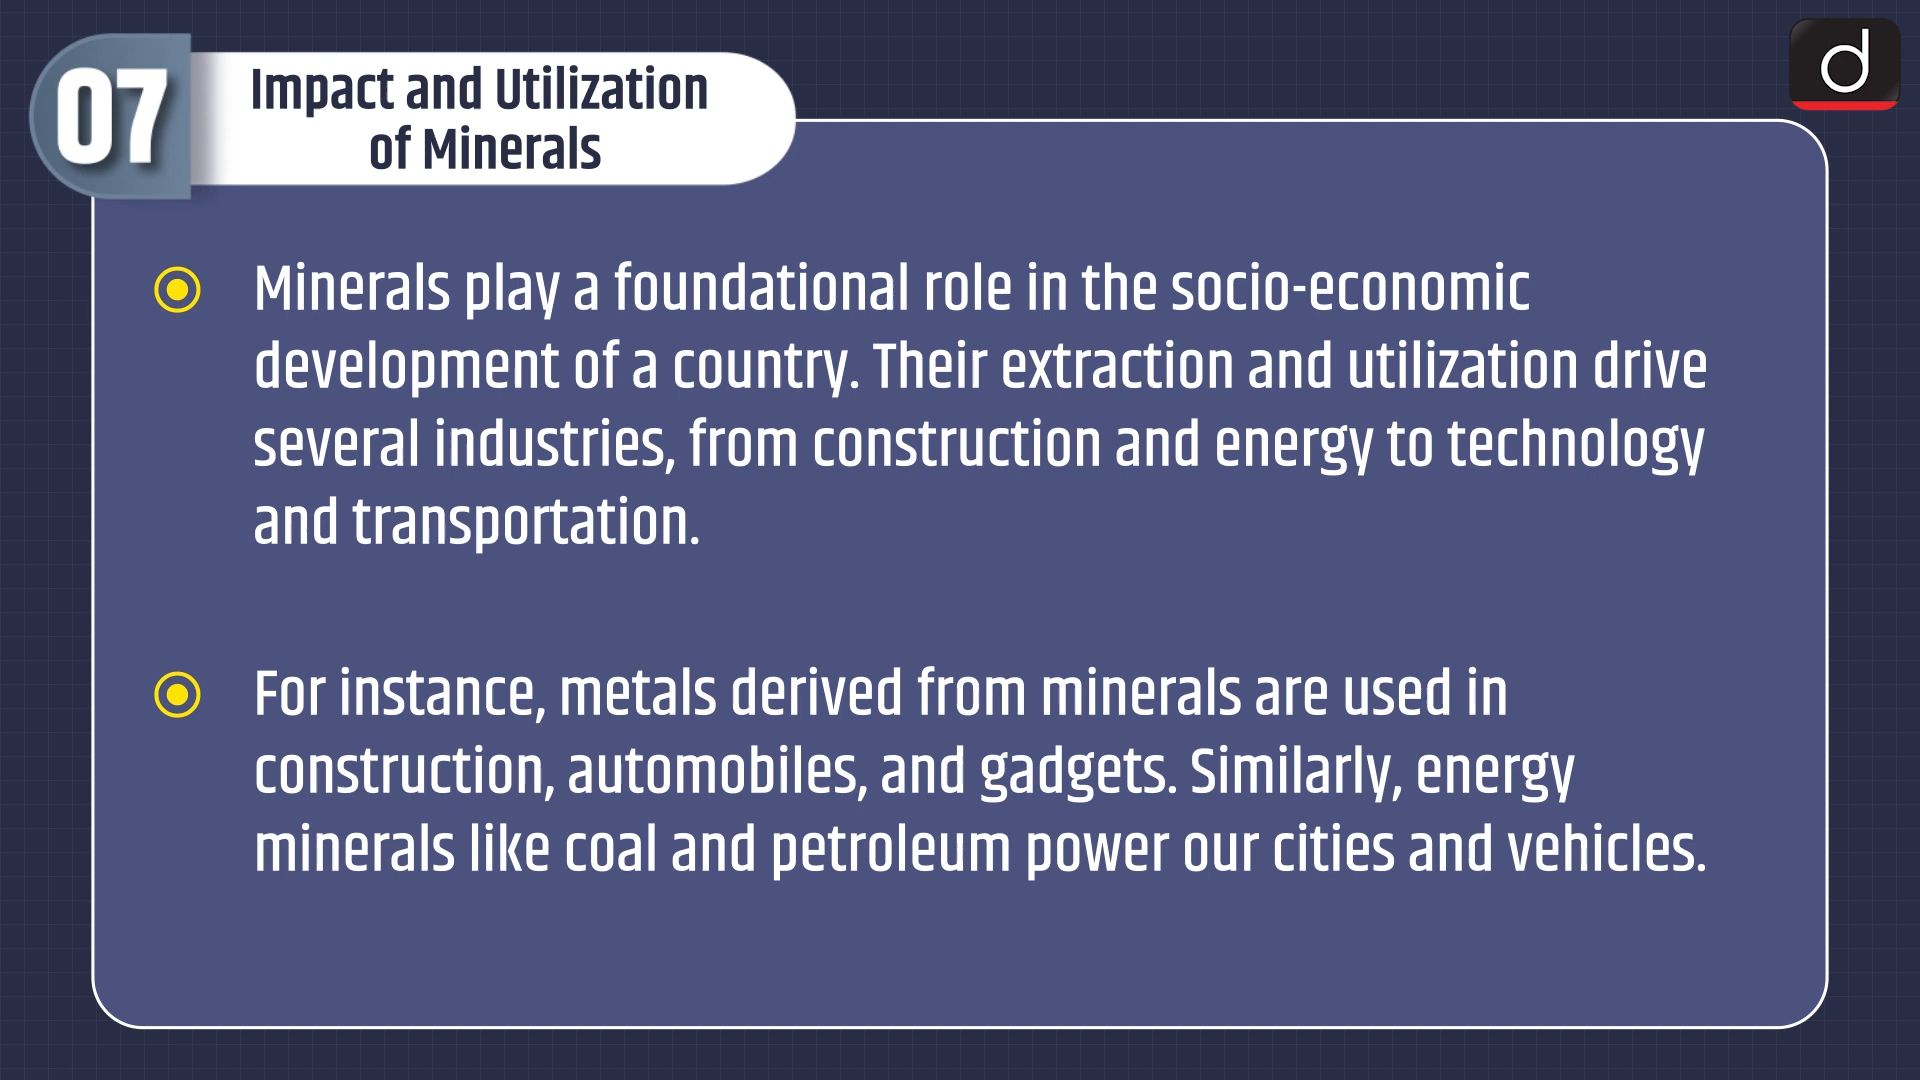 07
Impact and Utilization
of Minerals
d
Minerals play a foundational role in the socio-economic
development of a country. Their extraction and utilization drive
several industries, from construction and energy to technology
and transportation.
For instance, metals derived from minerals are used in
construction, automobiles, and gadgets. Similarly, energy
minerals like coal and petroleum power our cities and vehicles.